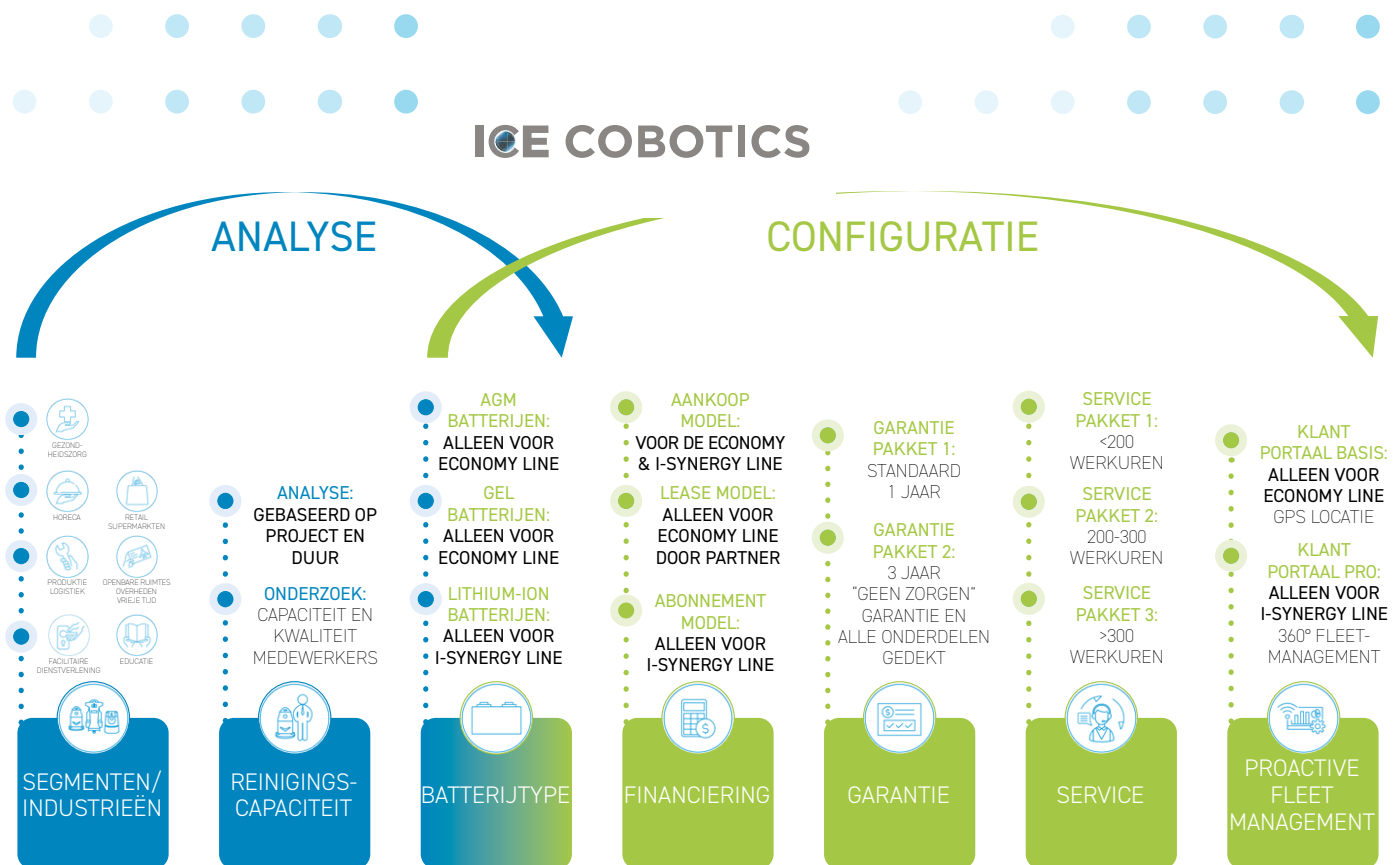 ICE COBOTICS
ANALYSE
CONFIGURATIE
GEZOND-
HEIDSZORG
HORECA
RETAIL
SUPERMARKTEN
PRODUKTIE
LOGISTIEK
OPENBARE RUIMTES
OVERHEDEN
VRIJE TIJD
FACILITAIRE
DIENSTVERLENING
EDUCATIE
SEGMENTEN/
INDUSTRIEËN
ANALYSE:
GEBASEERD OP
PROJECT EN
DUUR
ONDERZOEK:
CAPACITEIT EN
KWALITEIT
MEDEWERKERS
REINIGINGS-
CAPACITEIT
AGM
BATTERIJEN:
ALLEEN VOOR
ECONOMY LINE
GEL
BATTERIJEN:
ALLEEN VOOR
ECONOMY LINE
LITHIUM-ION
BATTERIJEN:
ALLEEN VOOR
I-SYNERGY LINE
BATTERIJTYPE
AANKOOP
MODEL:
VOOR DE ECONOMY
& I-SYNERGY LINE
LEASE MODEL:
ALLEEN VOOR
ECONOMY LINE
DOOR PARTNER
ABONNEMENT
MODEL:
ALLEEN VOOR
I-SYNERGY LINE
FINANCIERING
GARANTIE
PAKKET 1:
STANDAARD
1 JAAR
GARANTIE
PAKKET 2:
3 JAAR
"GEEN ZORGEN"
GARANTIE EN
ALLE ONDERDELEN
GEDEKT
GARANTIE
SERVICE
PAKKET 1:
<200
WERKUREN
SERVICE
PAKKET 2:
200-300
WERKUREN
SERVICE
PAKKET 3:
>300
WERKUREN
SERVICE
KLANT
PORTAAL BASIS:
ALLEEN VOOR
ECONOMY LINE
GPS LOCATIE
KLANT
PORTAAL PRO:
ALLEEN VOOR
I-SYNERGY LINE
360° FLEET-
MANAGEMENT
PROACTIVE
FLEET
MANAGEMENT